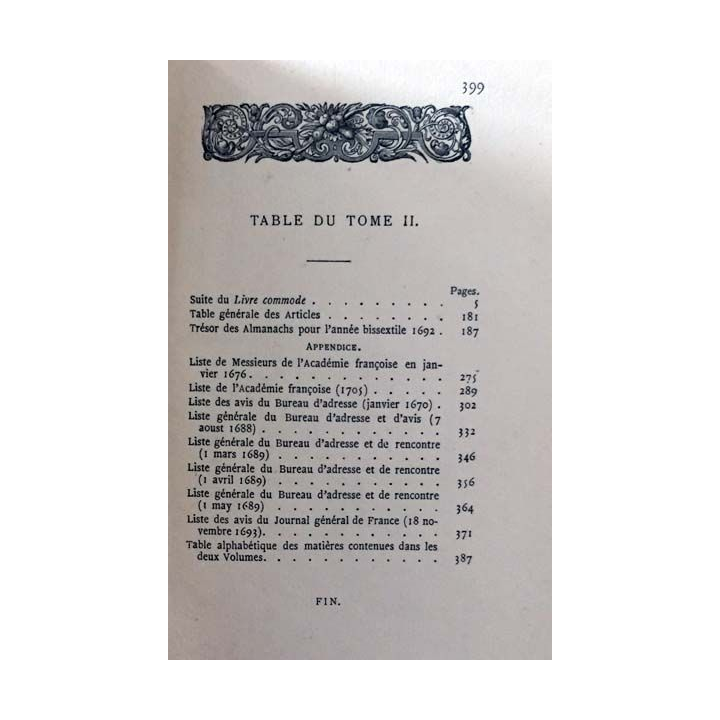 399
TABLE DU TOME II.
Pages.
Suite du Livre commode . . . . . . . . . 5
Table générale des Articles . . . . . . . 181
Trésor des Almanachs pour l'année bissextile 1692 . 187
APPENDICE.
Liste de Messieurs de l'Académie françoise en jan-
vier 1676. . . . . . . . . . . . . 275
Liste de l'Académie françoise (1705) . . . . . 289
Liste des avis du Bureau d'adresse (janvier 1670) . 302
Liste générale du Bureau d'adresse et d'avis (7
aoust 1688) . . . . . . . . . . . . 332
Liste générale du Bureau d'adresse et de rencontre
(1 mars 1689) . . . . . . . . . . . 346
Liste générale du Bureau d'adresse et de rencontre
(1 avril 1689) . . . . . . . . . . . 356
Liste générale du Bureau d'adresse et de rencontre
(1 may 1689) . . . . . . . . . . . 364
Liste des avis du Journal général de France (18 no-
vembre 1693). . . . . . . . . . . . 371
Table alphabétique des matières contenues dans les
deux Volumes. . . . . . . . . . . . 387
FIN.